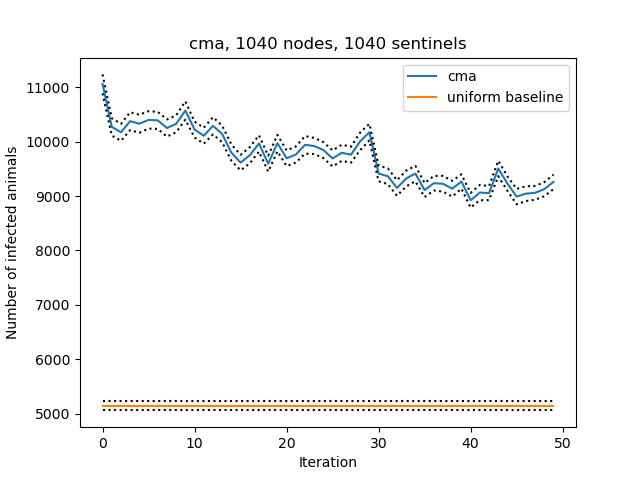 cma, 1040 nodes, 1040 sentinels
cma
uniform baseline
Number of infected animals
11000
10000
9000
8000
7000
6000
5000
0 10 20 30 40 50
Iteration